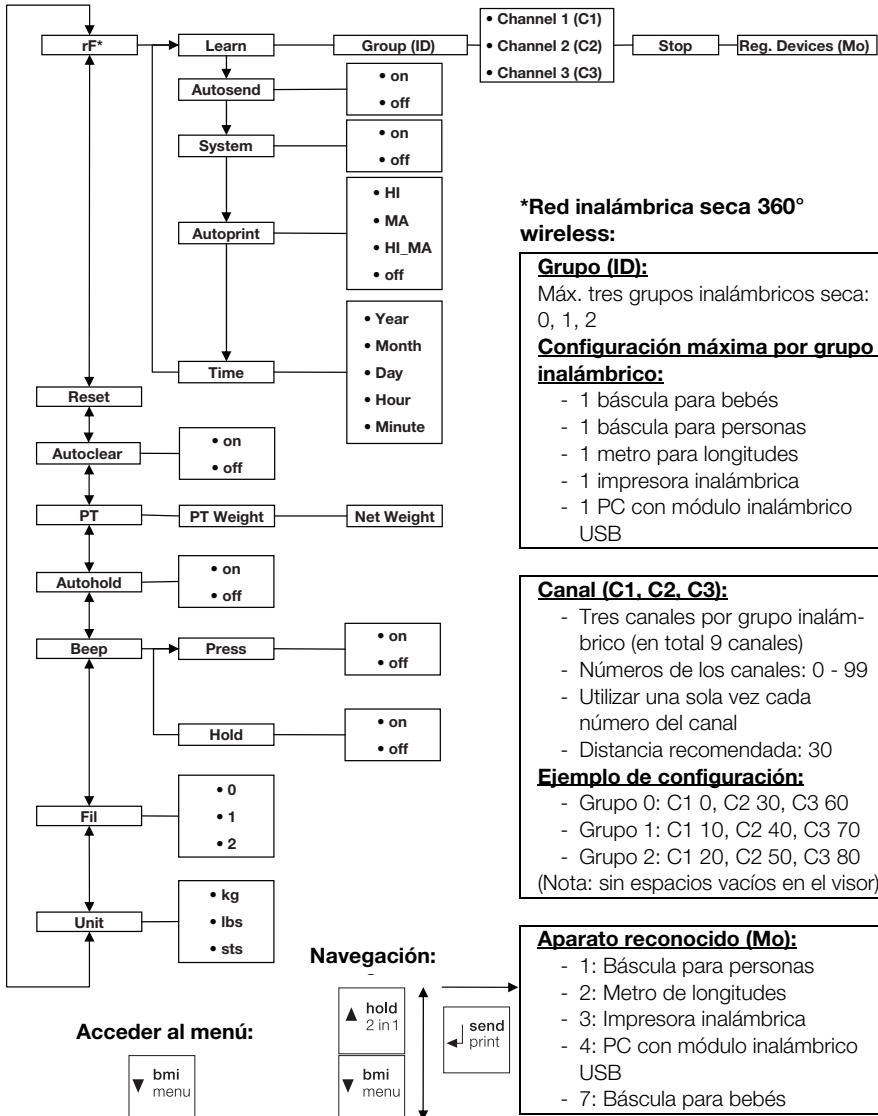 rF*
Learn
Group (ID)
• Channel 1 (C1)
• Channel 2 (C2)
• Channel 3 (C3)
Stop
Reg. Devices (Mo)
Autosend
• on
• off
System
• on
• off
Autoprint
• HI
• MA
• HI_MA
• off
Time
• Year
• Month
• Day
• Hour
• Minute
Reset
Autoclear
• on
• off
PT
PT Weight
Net Weight
Autohold
• on
• off
Beep
Press
• on
• off
Hold
• on
• off
Fil
• 0
• 1
• 2
Unit
• kg
• lbs
• sts
Acceder al menú:
▼ bmi
menu
Navegación:
▲ hold
2 in 1
▼ bmi
menu
send
print
*Red inalámbrica seca 360°
wireless:
Grupo (ID):
Máx. tres grupos inalámbricos seca:
0, 1, 2
Configuración máxima por grupo
inalámbrico:
- 1 báscula para bebés
- 1 báscula para personas
- 1 metro para longitudes
- 1 impresora inalámbrica
- 1 PC con módulo inalámbrico
USB
Canal (C1, C2, C3):
- Tres canales por grupo inalám-
brico (en total 9 canales)
- Números de los canales: 0 - 99
- Utilizar una sola vez cada
número del canal
- Distancia recomendada: 30
Ejemplo de configuración:
- Grupo 0: C1 0, C2 30, C3 60
- Grupo 1: C1 10, C2 40, C3 70
- Grupo 2: C1 20, C2 50, C3 80
(Nota: sin espacios vacíos en el visor)
Aparato reconocido (Mo):
- 1: Báscula para personas
- 2: Metro de longitudes
- 3: Impresora inalámbrica
- 4: PC con módulo inalámbrico
USB
- 7: Báscula para bebés